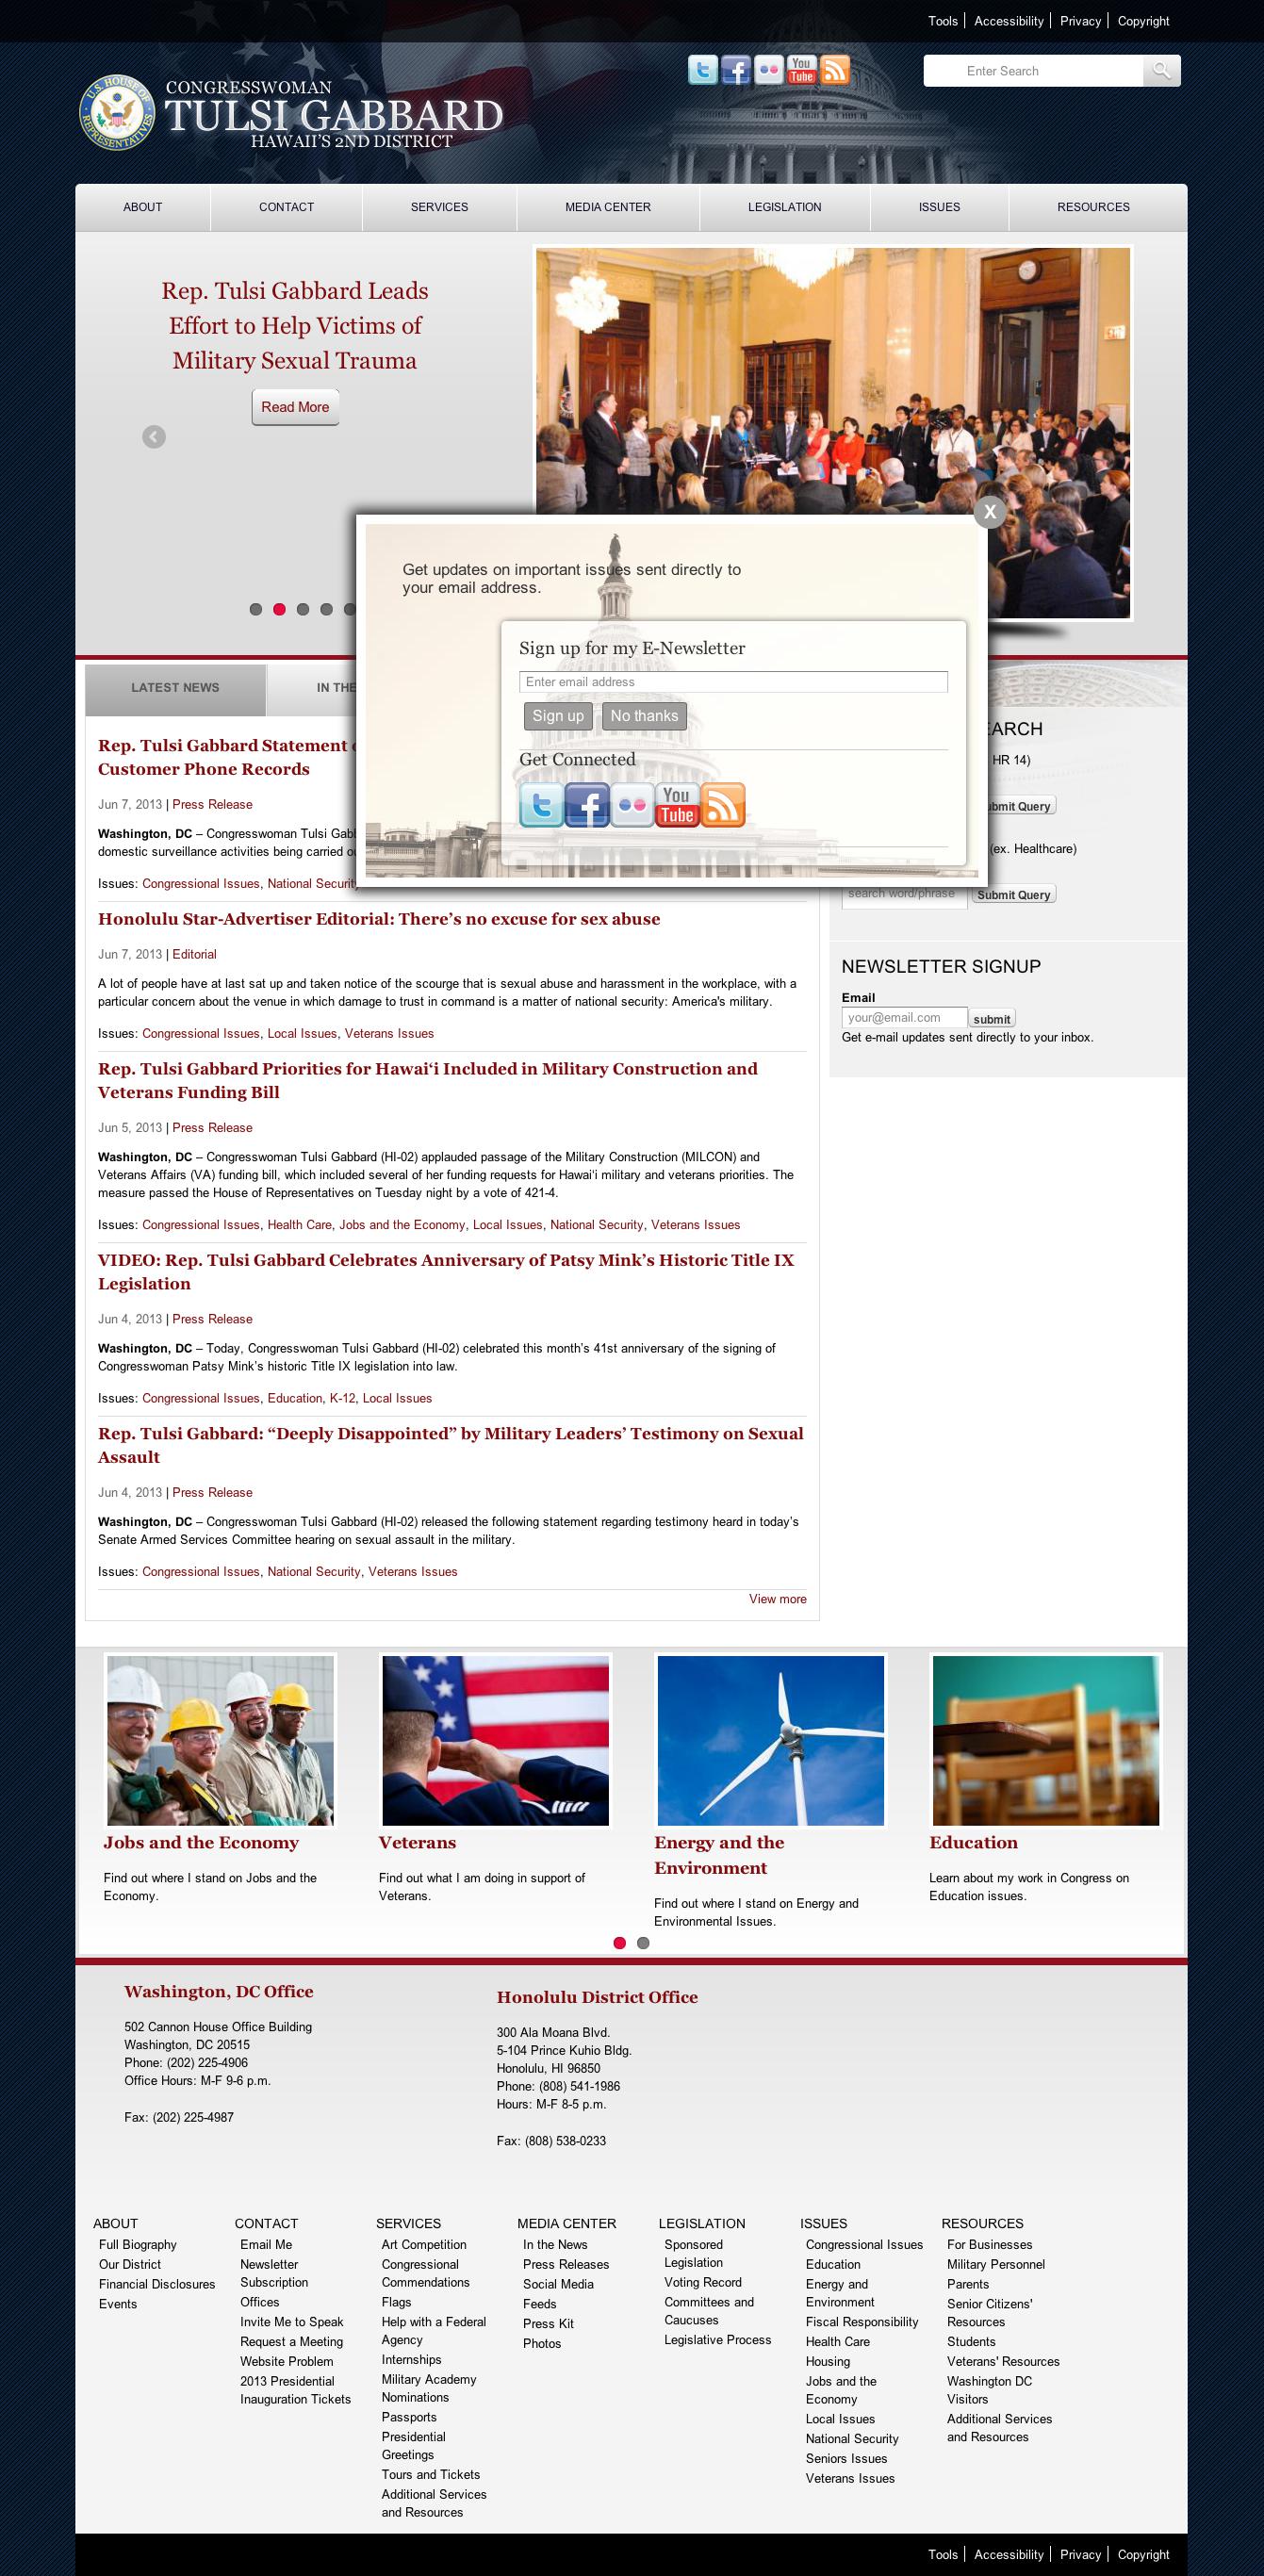 Tools
Accessibility
Privacy
Copyright
You
Tube
Enter Search
U.S. HOUSE OF REPRESENTATIVES
CONGRESSWOMAN
TULSI GABBARD
HAWAII'S 2ND DISTRICT
ABOUT
CONTACT
SERVICES
MEDIA CENTER
LEGISLATION
ISSUES
RESOURCES
Rep. Tulsi Gabbard Leads
Effort to Help Victims of
Military Sexual Trauma
Read More
X
Get updates on important issues sent directly to
your email address.
Sign up for my E-Newsletter
Enter email address
Sign up
No thanks
Get Connected
You
Tube
LATEST NEWS
IN THE
Rep. Tulsi Gabbard Statement
Customer Phone Records
Jun 7, 2013 | Press Release
Washington, DC – Congresswoman Tulsi
domestic surveillance activities being carried
Issues: Congressional Issues, National Security
Honolulu Star-Advertiser Editorial: There's no excuse for sex abuse
Jun 7, 2013 | Editorial
A lot of people have at last sat up and taken notice of the scourge that is sexual abuse and harassment in the workplace, with a
particular concern about the venue in which damage to trust in command is a matter of national security: America's military.
Issues: Congressional Issues, Local Issues, Veterans Issues
Rep. Tulsi Gabbard Priorities for Hawai‘i Included in Military Construction and
Veterans Funding Bill
Jun 5, 2013 | Press Release
Washington, DC – Congresswoman Tulsi Gabbard (HI-02) applauded passage of the Military Construction (MILCON) and
Veterans Affairs (VA) funding bill, which included several of her funding requests for Hawai‘i military and veterans priorities. The
measure passed the House of Representatives on Tuesday night by a vote of 421-4.
Issues: Congressional Issues, Health Care, Jobs and the Economy, Local Issues, National Security, Veterans Issues
VIDEO: Rep. Tulsi Gabbard Celebrates Anniversary of Patsy Mink’s Historic Title IX
Legislation
Jun 4, 2013 | Press Release
Washington, DC – Today, Congresswoman Tulsi Gabbard (HI-02) celebrated this month’s 41st anniversary of the signing of
Congresswoman Patsy Mink’s historic Title IX legislation into law.
Issues: Congressional Issues, Education, K-12, Local Issues
Rep. Tulsi Gabbard: “Deeply Disappointed” by Military Leaders’ Testimony on Sexual
Assault
Jun 4, 2013 | Press Release
Washington, DC – Congresswoman Tulsi Gabbard (HI-02) released the following statement regarding testimony heard in today’s
Senate Armed Services Committee hearing on sexual assault in the military.
Issues: Congressional Issues, National Security, Veterans Issues
View more
EARCH
HR 14)
ubmit Query
(ex. Healthcare)
search word/phrase
Submit Query
NEWSLETTER SIGNUP
Email
your@email.com
submit
Get e-mail updates sent directly to your inbox.
Jobs and the Economy
Find out where I stand on Jobs and the
Economy.
Veterans
Find out what I am doing in support of
Veterans.
Energy and the
Environment
Find out where I stand on Energy and
Environmental Issues.
Education
Learn about my work in Congress on
Education issues.
Washington, DC Office
502 Cannon House Office Building
Washington, DC 20515
Phone: (202) 225-4906
Office Hours: M-F 9-6 p.m.
Fax: (202) 225-4987
Honolulu District Office
300 Ala Moana Blvd.
5-104 Prince Kuhio Bldg.
Honolulu, HI 96850
Phone: (808) 541-1986
Hours: M-F 8-5 p.m.
Fax: (808) 538-0233
ABOUT
Full Biography
Our District
Financial Disclosures
Events
CONTACT
Email Me
Newsletter
Subscription
Offices
Invite Me to Speak
Request a Meeting
Website Problem
2013 Presidential
Inauguration Tickets
SERVICES
Art Competition
Congressional
Commendations
Flags
Help with a Federal
Agency
Internships
Military Academy
Nominations
Passports
Presidential
Greetings
Tours and Tickets
Additional Services
and Resources
MEDIA CENTER
In the News
Press Releases
Social Media
Feeds
Press Kit
Photos
LEGISLATION
Sponsored
Legislation
Voting Record
Committees and
Caucuses
Legislative Process
ISSUES
Congressional Issues
Education
Energy and
Environment
Fiscal Responsibility
Health Care
Housing
Jobs and the
Economy
Local Issues
National Security
Seniors Issues
Veterans Issues
RESOURCES
For Businesses
Military Personnel
Parents
Senior Citizens'
Resources
Students
Veterans' Resources
Washington DC
Visitors
Additional Services
and Resources
Tools
Accessibility
Privacy
Copyright